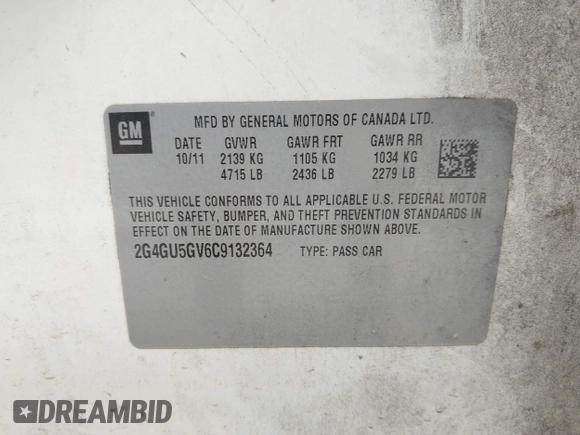 GM
MFD BY GENERAL MOTORS OF CANADA LTD.
DATE GVWR GAWR FRT GAWR RR
10/11 2139 KG 1105 KG 1034 KG
4715 LB 2436 LB 2279 LB
THIS VEHICLE CONFORMS TO ALL APPLICABLE U.S. FEDERAL MOTOR
VEHICLE SAFETY, BUMPER, AND THEFT PREVENTION STANDARDS IN
EFFECT ON THE DATE OF MANUFACTURE SHOWN ABOVE.
2G4GU5GV6C9132364 TYPE: PASS CAR
DREAMBID